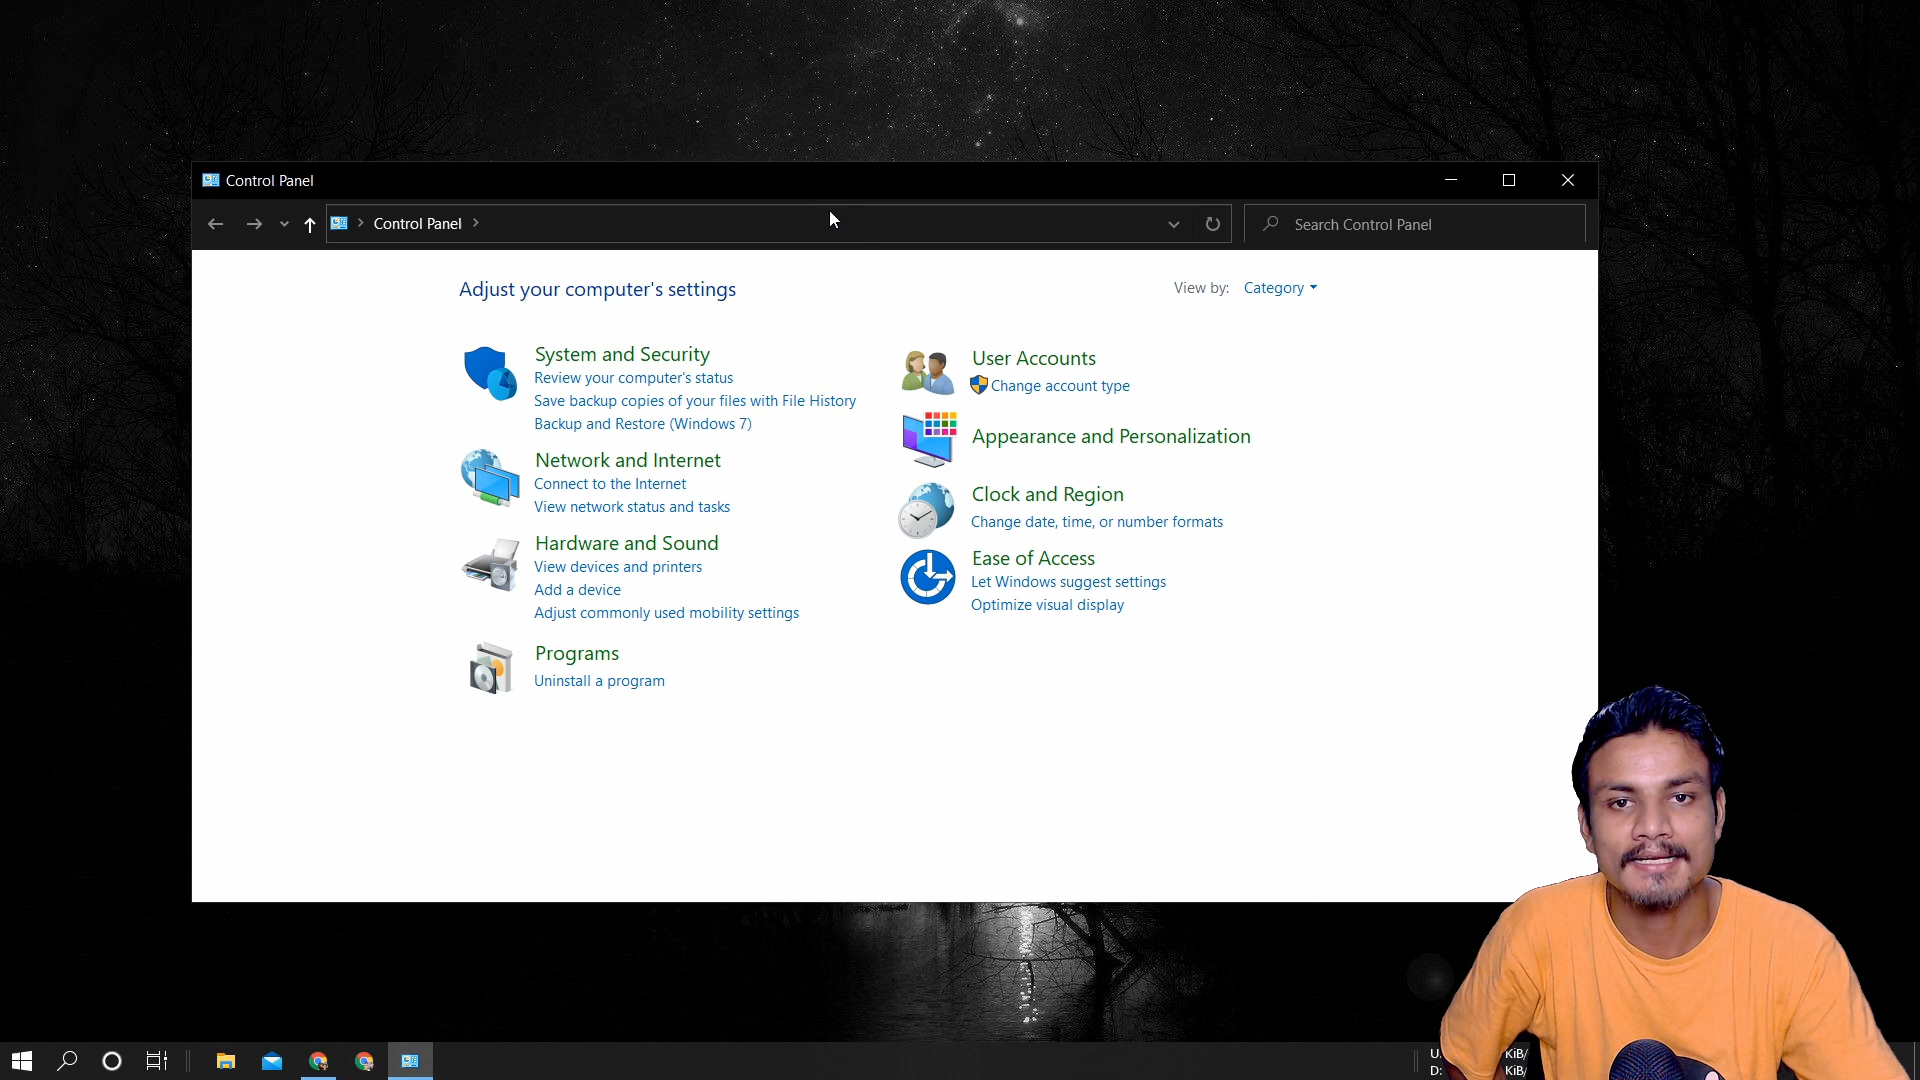 Control Panel
Control Panel
Search Control Panel
Adjust your computer's settings
View by: Category
System and Security
Review your computer's status
Save backup copies of your files with File History
Backup and Restore (Windows 7)
Network and Internet
Connect to the Internet
View network status and tasks
Hardware and Sound
View devices and printers
Add a device
Adjust commonly used mobility settings
Programs
Uninstall a program
User Accounts
Change account type
Appearance and Personalization
Clock and Region
Change date, time, or number formats
Ease of Access
Let Windows suggest settings
Optimize visual display
U: KiB/
D: KiB/